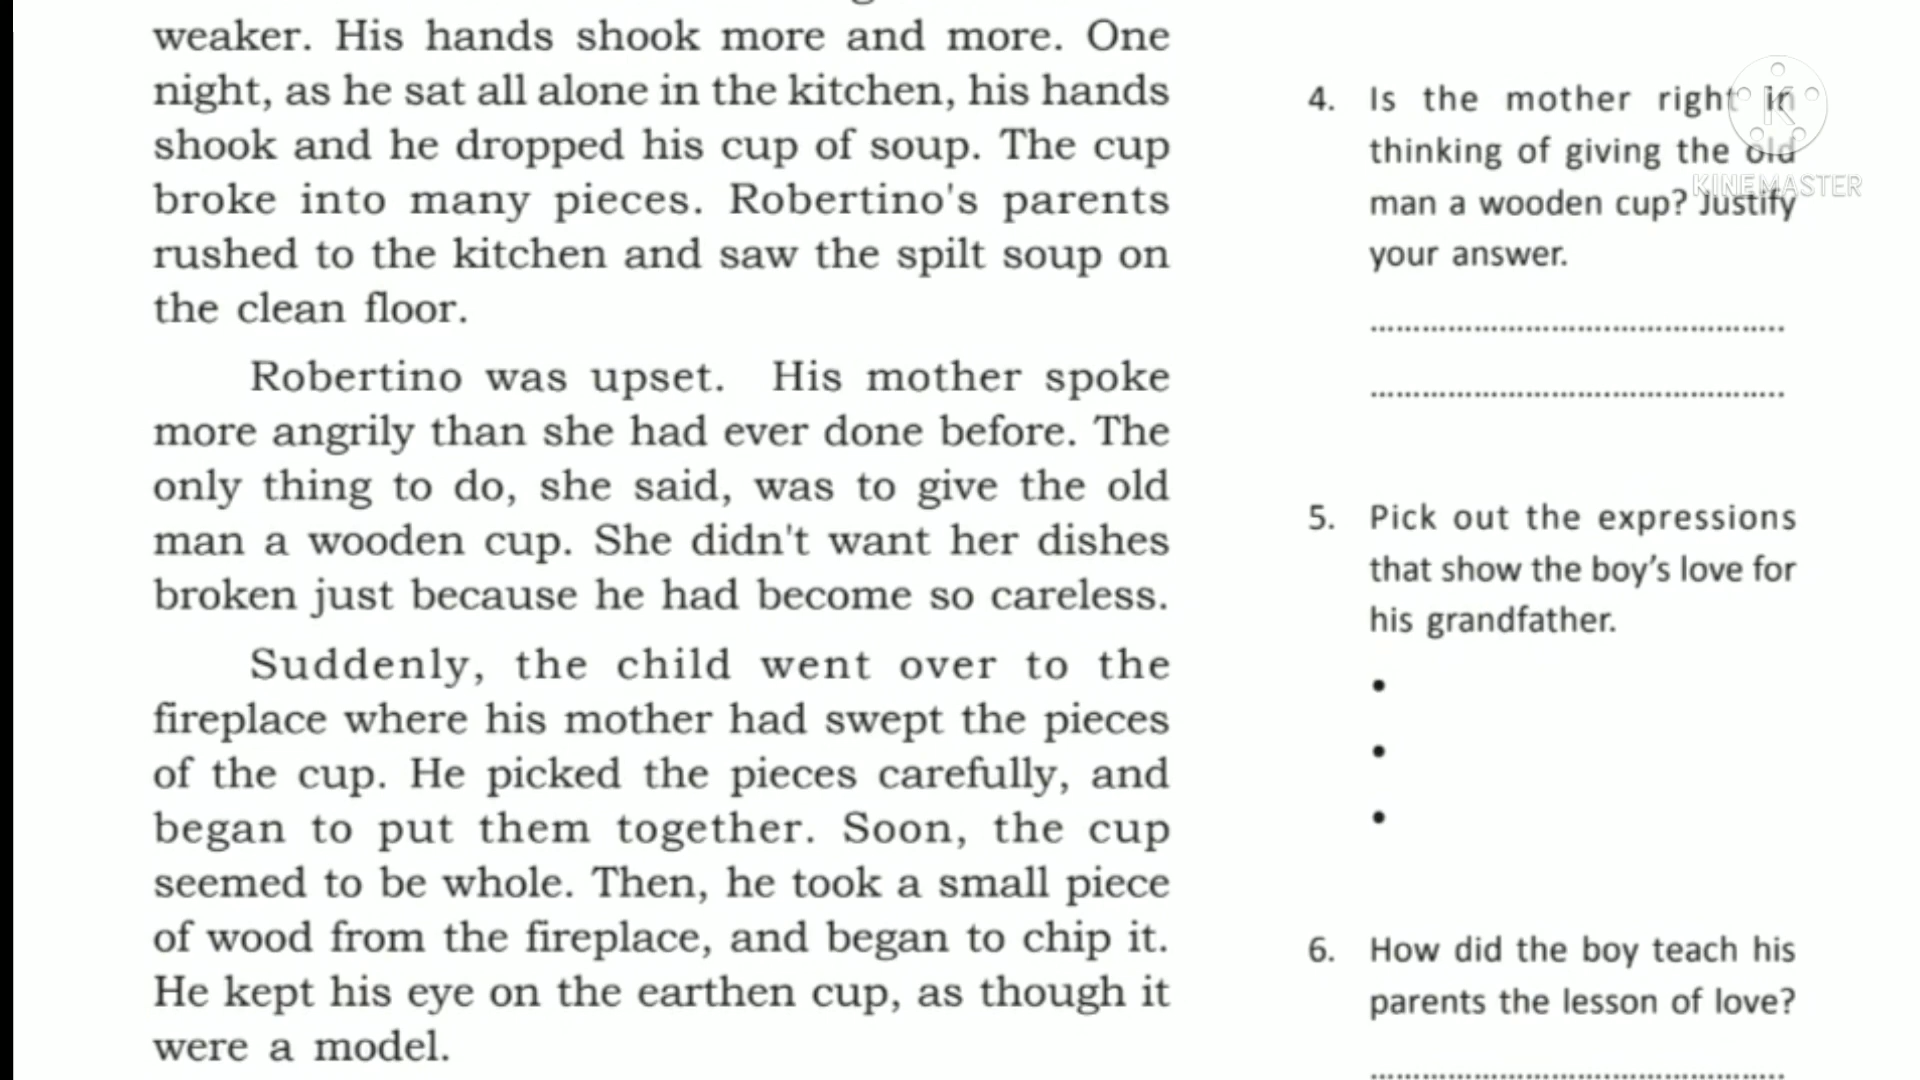 weaker. His hands shook more and more. One
night, as he sat all alone in the kitchen, his hands
shook and he dropped his cup of soup. The cup
broke into many pieces. Robertino's parents
rushed to the kitchen and saw the spilt soup on
the clean floor.
Robertino was upset. His mother spoke
more angrily than she had ever done before. The
only thing to do, she said, was to give the old
man a wooden cup. She didn't want her dishes
broken just because he had become so careless.
Suddenly, the child went over to the
fireplace where his mother had swept the pieces
of the cup. He picked the pieces carefully, and
began to put them together. Soon, the cup
seemed to be whole. Then, he took a small piece
of wood from the fireplace, and began to chip it.
He kept his eye on the earthen cup, as though it
were a model.
4. Is the mother right in
thinking of giving the old
man a wooden cup? Justify
your answer.
5. Pick out the expressions
that show the boy's love for
his grandfather.
•
•
•
6. How did the boy teach his
parents the lesson of love?
K
KINEMASTER